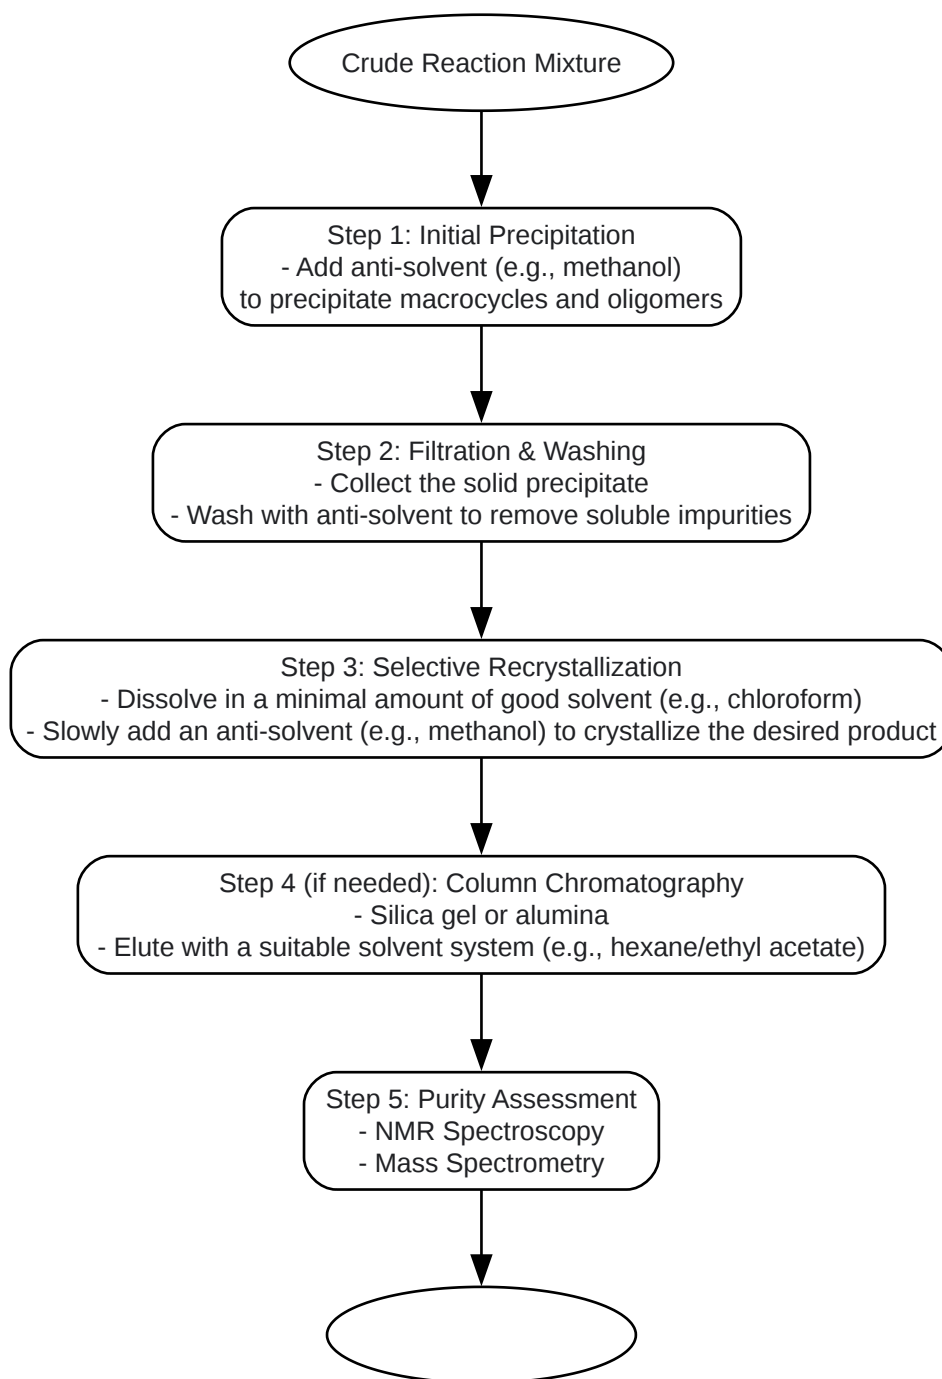 Crude Reaction Mixture
Step 1: Initial Precipitation
- Add anti-solvent (e.g., methanol)
to precipitate macrocycles and oligomers
Step 2: Filtration & Washing
- Collect the solid precipitate
- Wash with anti-solvent to remove soluble impurities
Step 3: Selective Recrystallization
- Dissolve in a minimal amount of good solvent (e.g., chloroform)
- Slowly add an anti-solvent (e.g., methanol) to crystallize the desired product
Step 4 (if needed): Column Chromatography
- Silica gel or alumina
- Elute with a suitable solvent system (e.g., hexane/ethyl acetate)
Step 5: Purity Assessment
- NMR Spectroscopy
- Mass Spectrometry